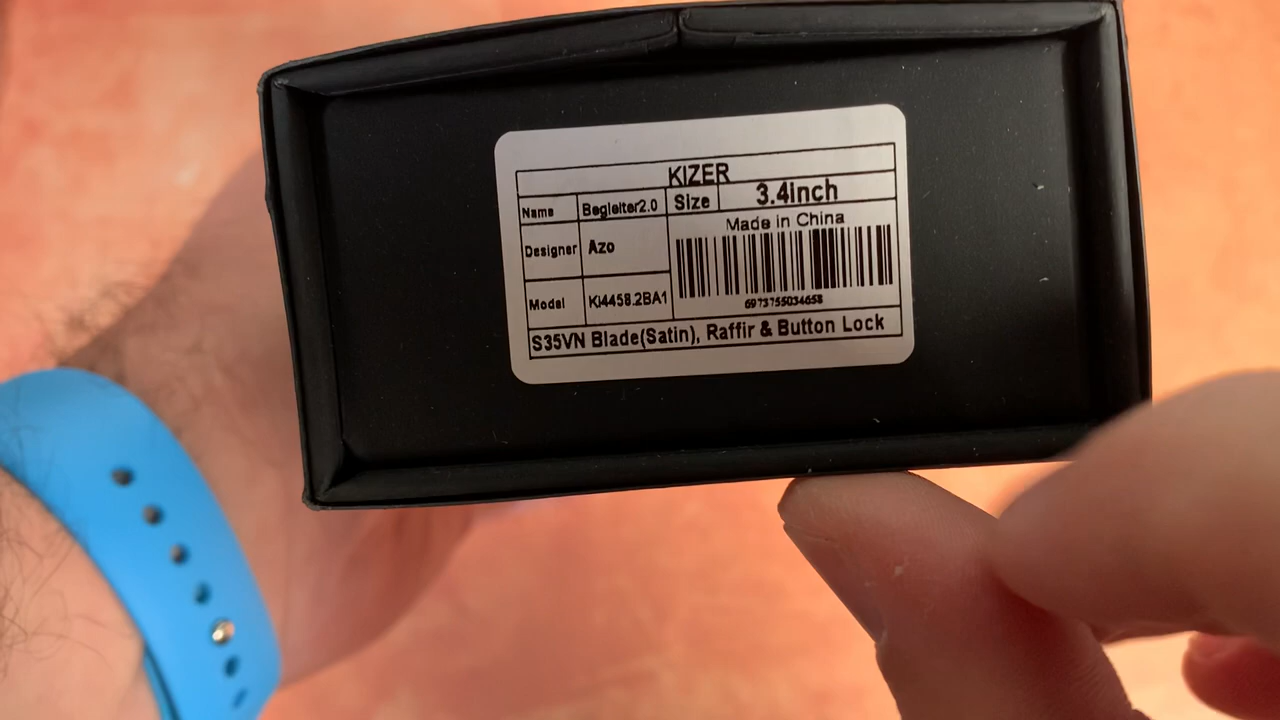 KIZER
Name Begleiter2.0 Size 3.4inch
Made in China
Designer Azo
Model Ki4458.2BA1
6973755034658
S35VN Blade(Satin), Raffir & Button Lock